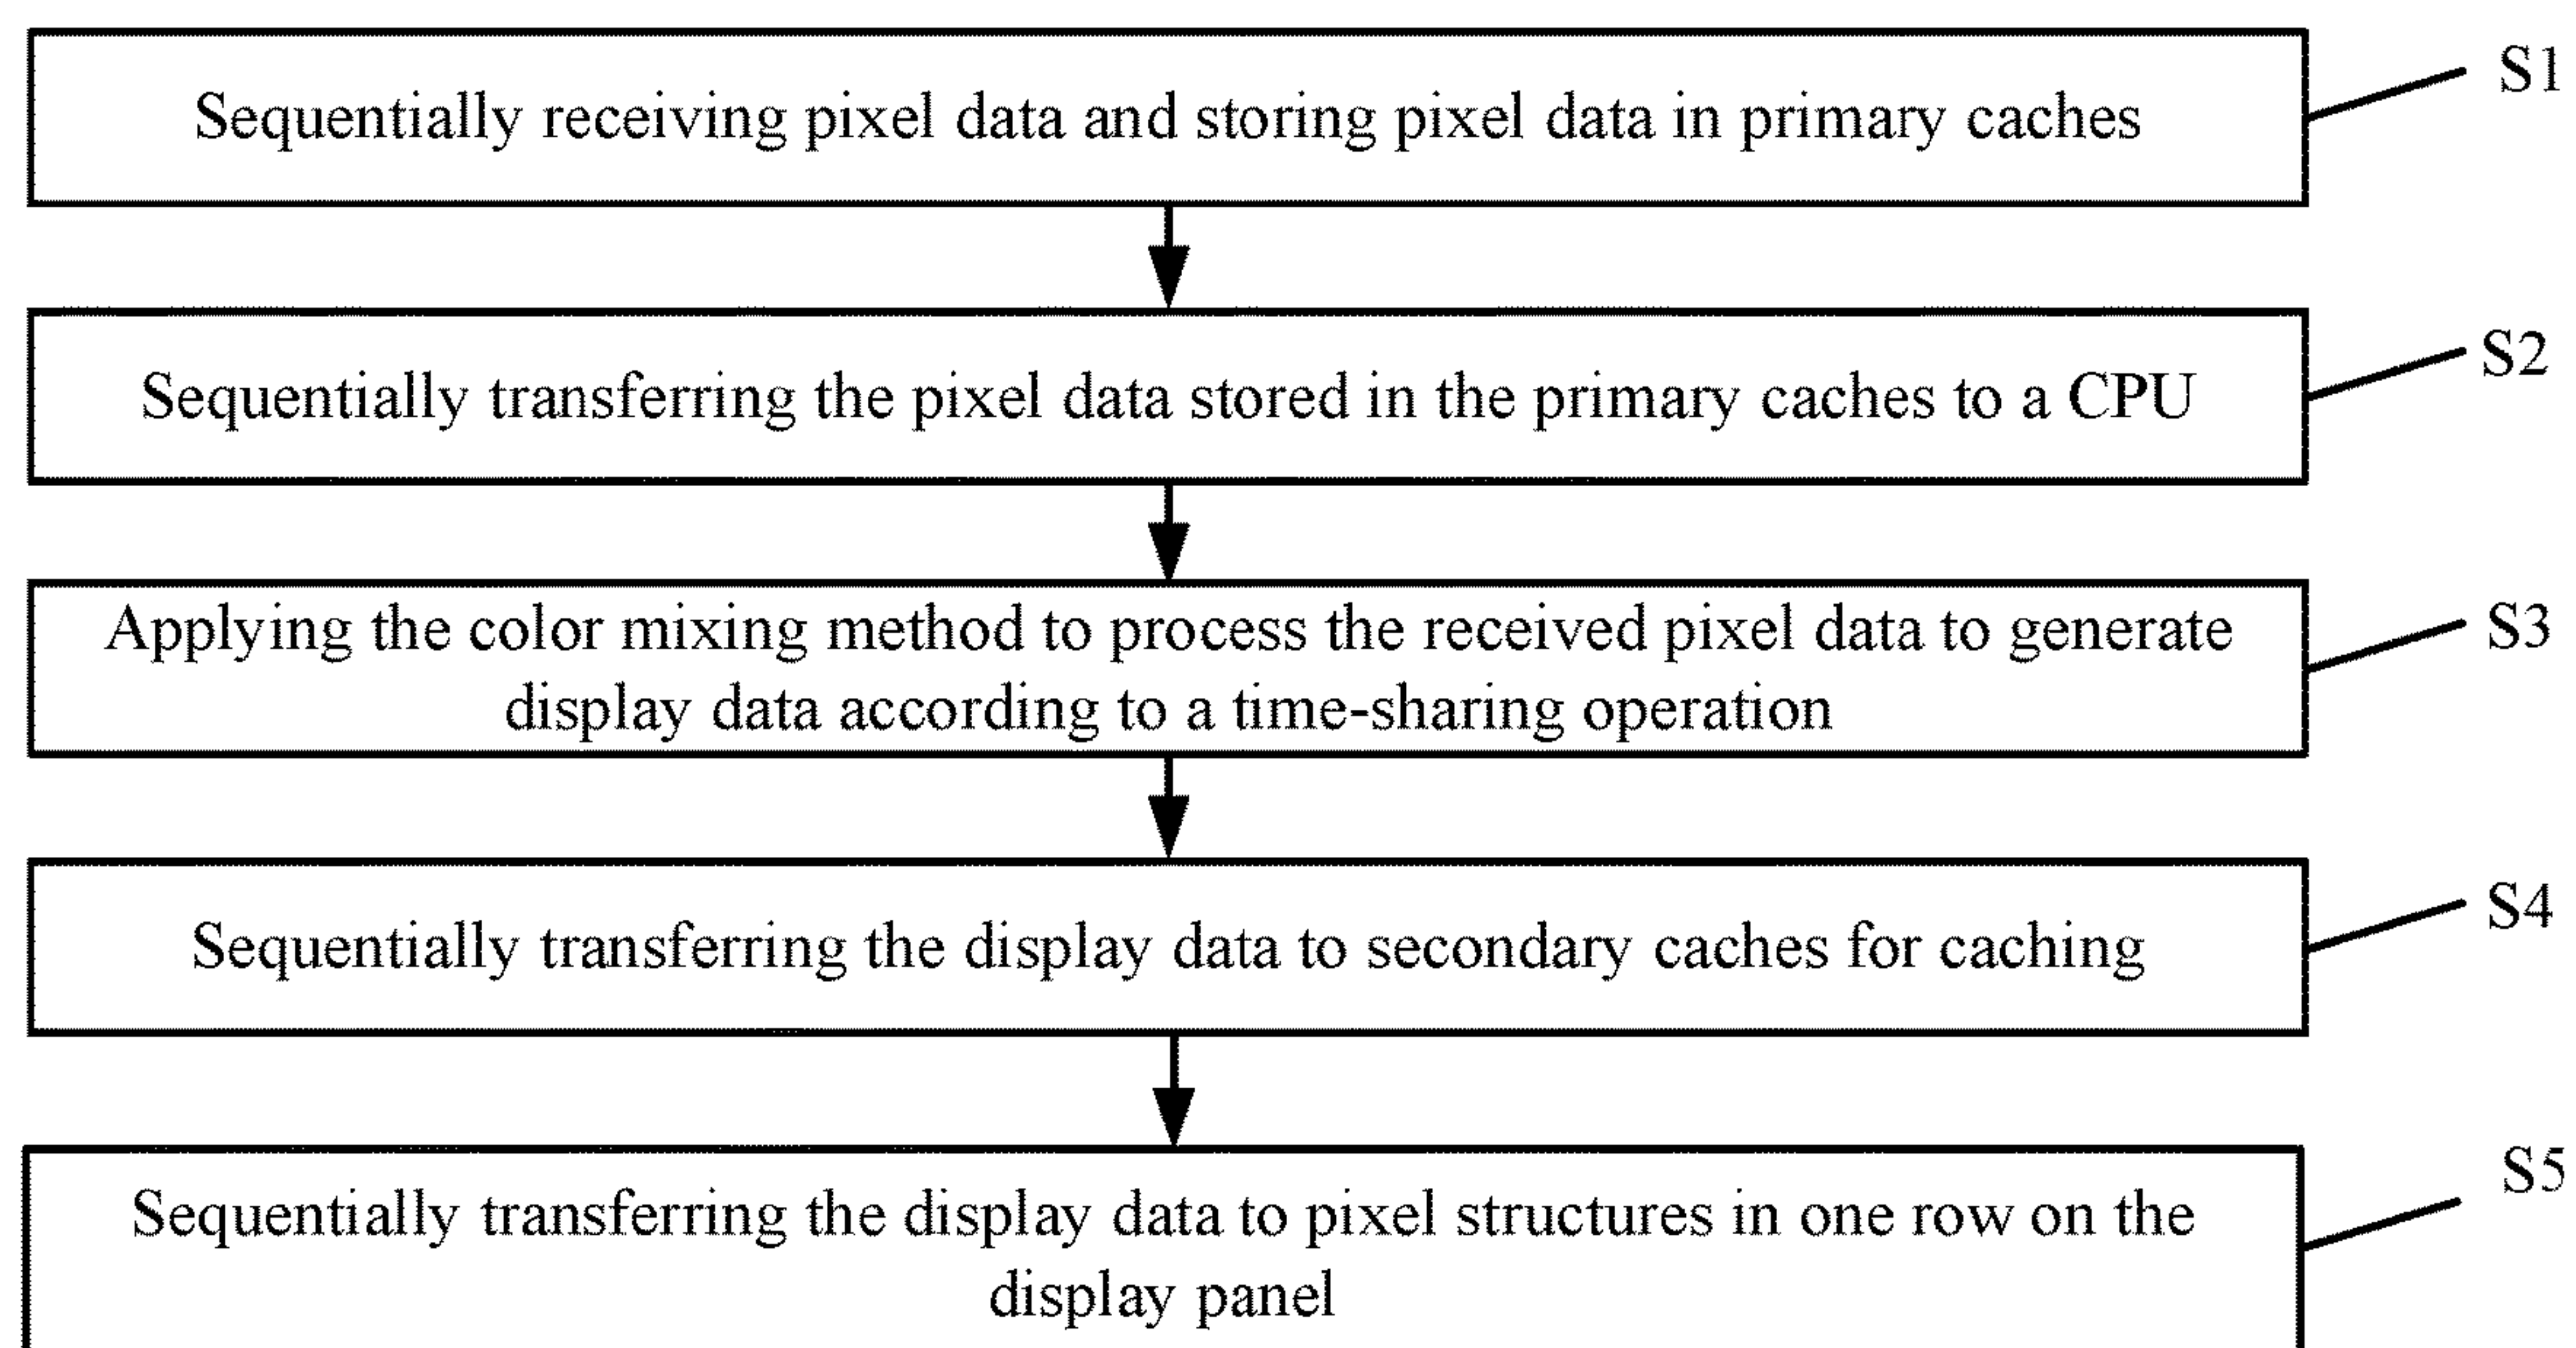 Sequentially receiving pixel data and storing pixel data in primary caches
S1
Sequentially transferring the pixel data stored in the primary caches to a CPU
S2
Applying the color mixing method to process the received pixel data to generate
display data according to a time-sharing operation
S3
Sequentially transferring the display data to secondary caches for caching
S4
Sequentially transferring the display data to pixel structures in one row on the
display panel
S5